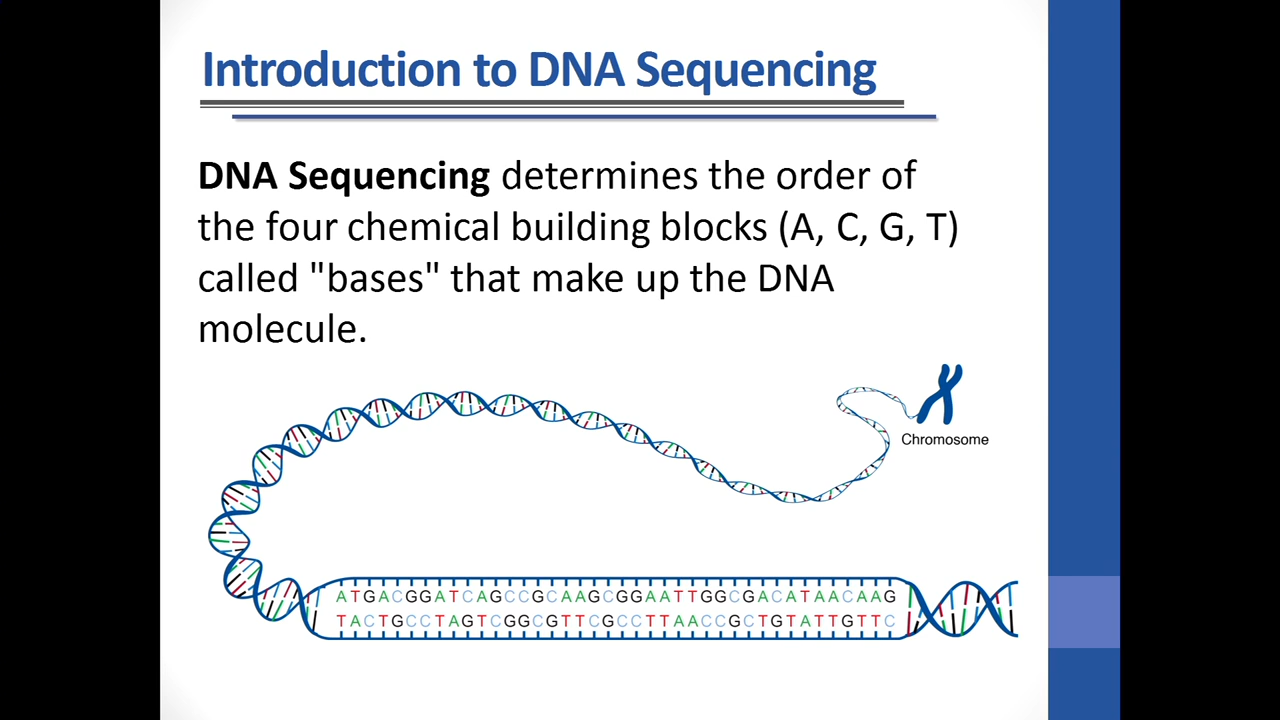 Introduction to DNA Sequencing
DNA Sequencing determines the order of
the four chemical building blocks (A, C, G, T)
called "bases" that make up the DNA
molecule.
Chromosome
ATGACGGATCAGCCGCAAGCGGAATTGGCGACATAACAAG
TACTGCCTAGTCGGCGTTCGCCTTAACCGCTGTATTGTTC